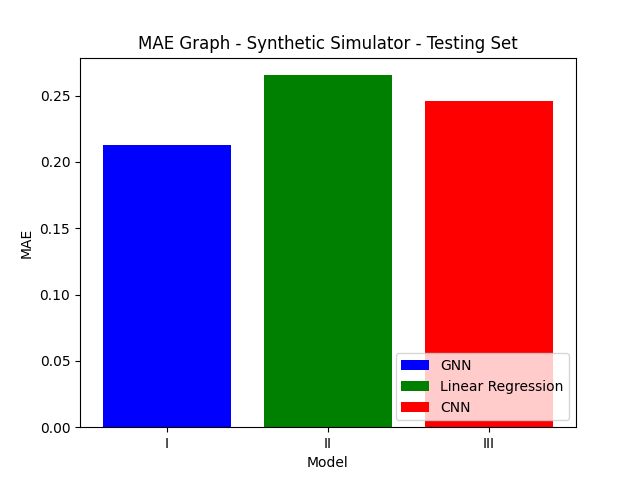 MAE Graph - Synthetic Simulator - Testing Set
0.25
0.20
0.15
0.10
0.05
0.00
MAE
I
II
III
Model
GNN
Linear Regression
CNN